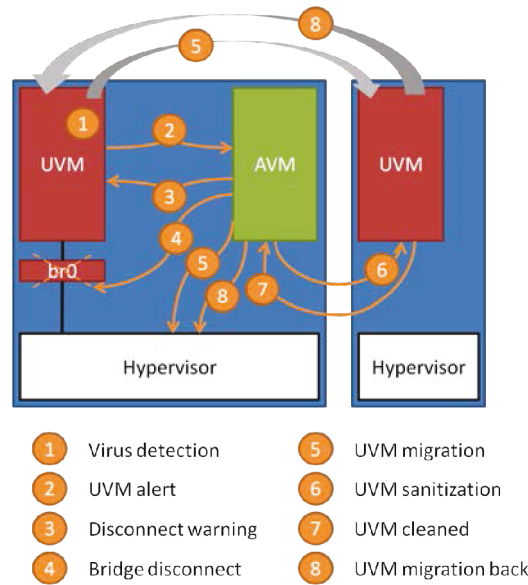 8
5
1
2
UVM
AVM
UVM
3
4
br0
5
8
7
6
Hypervisor
Hypervisor
1 Virus detection
2 UVM alert
3 Disconnect warning
4 Bridge disconnect
5 UVM migration
6 UVM sanitization
7 UVM cleaned
8 UVM migration back